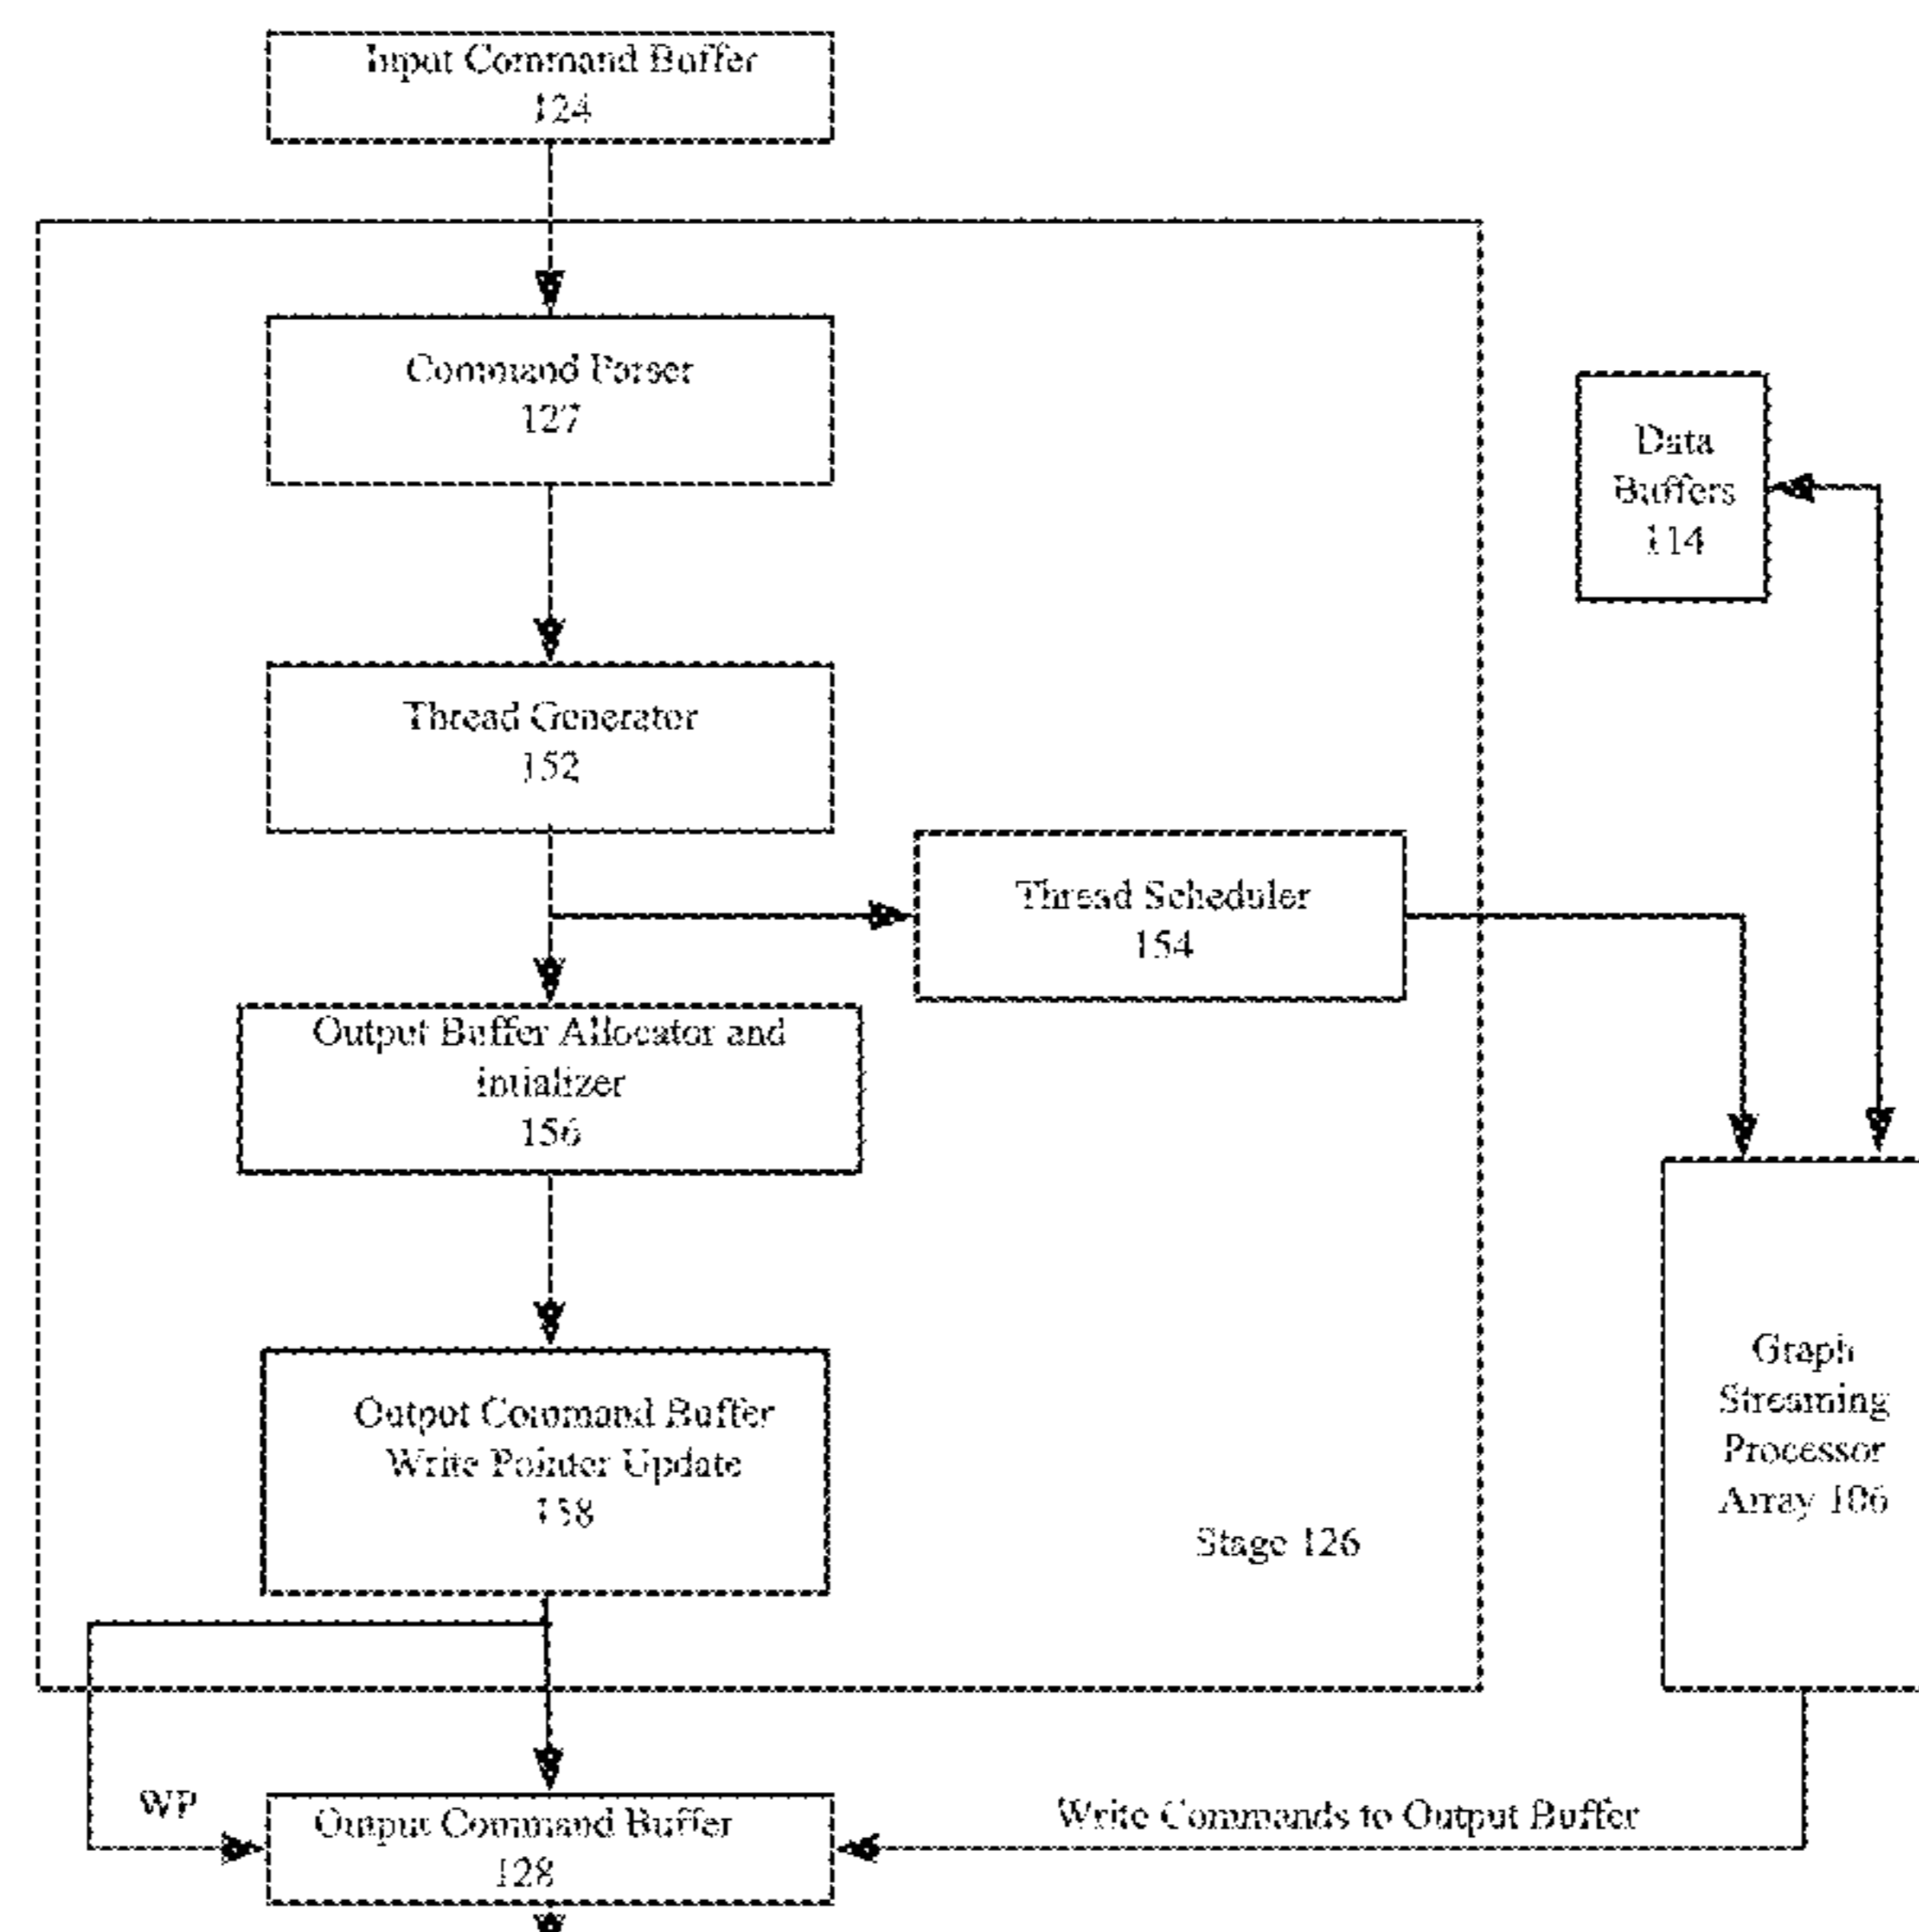 Input Command Buffer
124
Command Parser
127
Data
Buffers
114
Thread Generator
152
Thread Scheduler
154
Output Buffer Allocator and
Intializer
156
Output Command Buffer
Write Pointer Update
158
Graph
Streaming
Processor
Array 106
Stage 126
WP
Output Command Buffer
128
Write Commands to Output Buffer